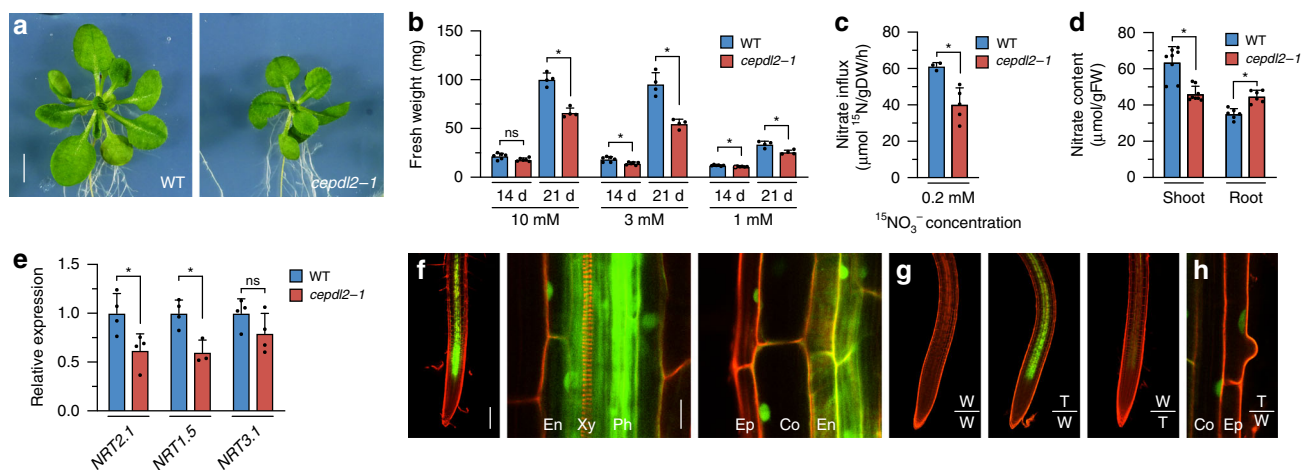 a
WT
cepdl2–1
b
Fresh weight (mg)
150
100
50
0
WT
cepdl2–1
ns
*
*
*
*
*
14 d 21 d 14 d 21 d 14 d 21 d
10 mM 3 mM 1 mM
c
Nitrate influx
(μmol ¹⁵N/gDW/h)
80
60
40
20
0
*
0.2 mM
¹⁵NO₃⁻ concentration
d
Nitrate content
(μmol/gFW)
80
60
40
20
0
WT
cepdl2–1
*
*
Shoot Root
e
Relative expression
1.5
1.0
0.5
0.0
WT
cepdl2–1
*
*
ns
NRT2.1 NRT1.5 NRT3.1
f
En Xy Ph
Ep Co En
g
W
W
T
W
W
T
h
T
W
Co Ep